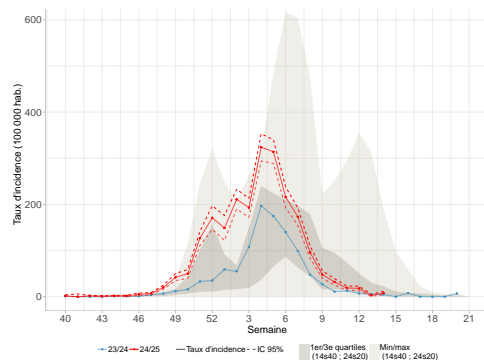 600
400
200
0
Taux d'incidence (100 000 hab.)
40 43 46 49 52 3 6 9 12 15 18 21
Semaine
23/24 24/25 Taux d'incidence IC 95% 1er/3e quartiles (14s40 ; 24s20) Min/max (14s40 ; 24s20)